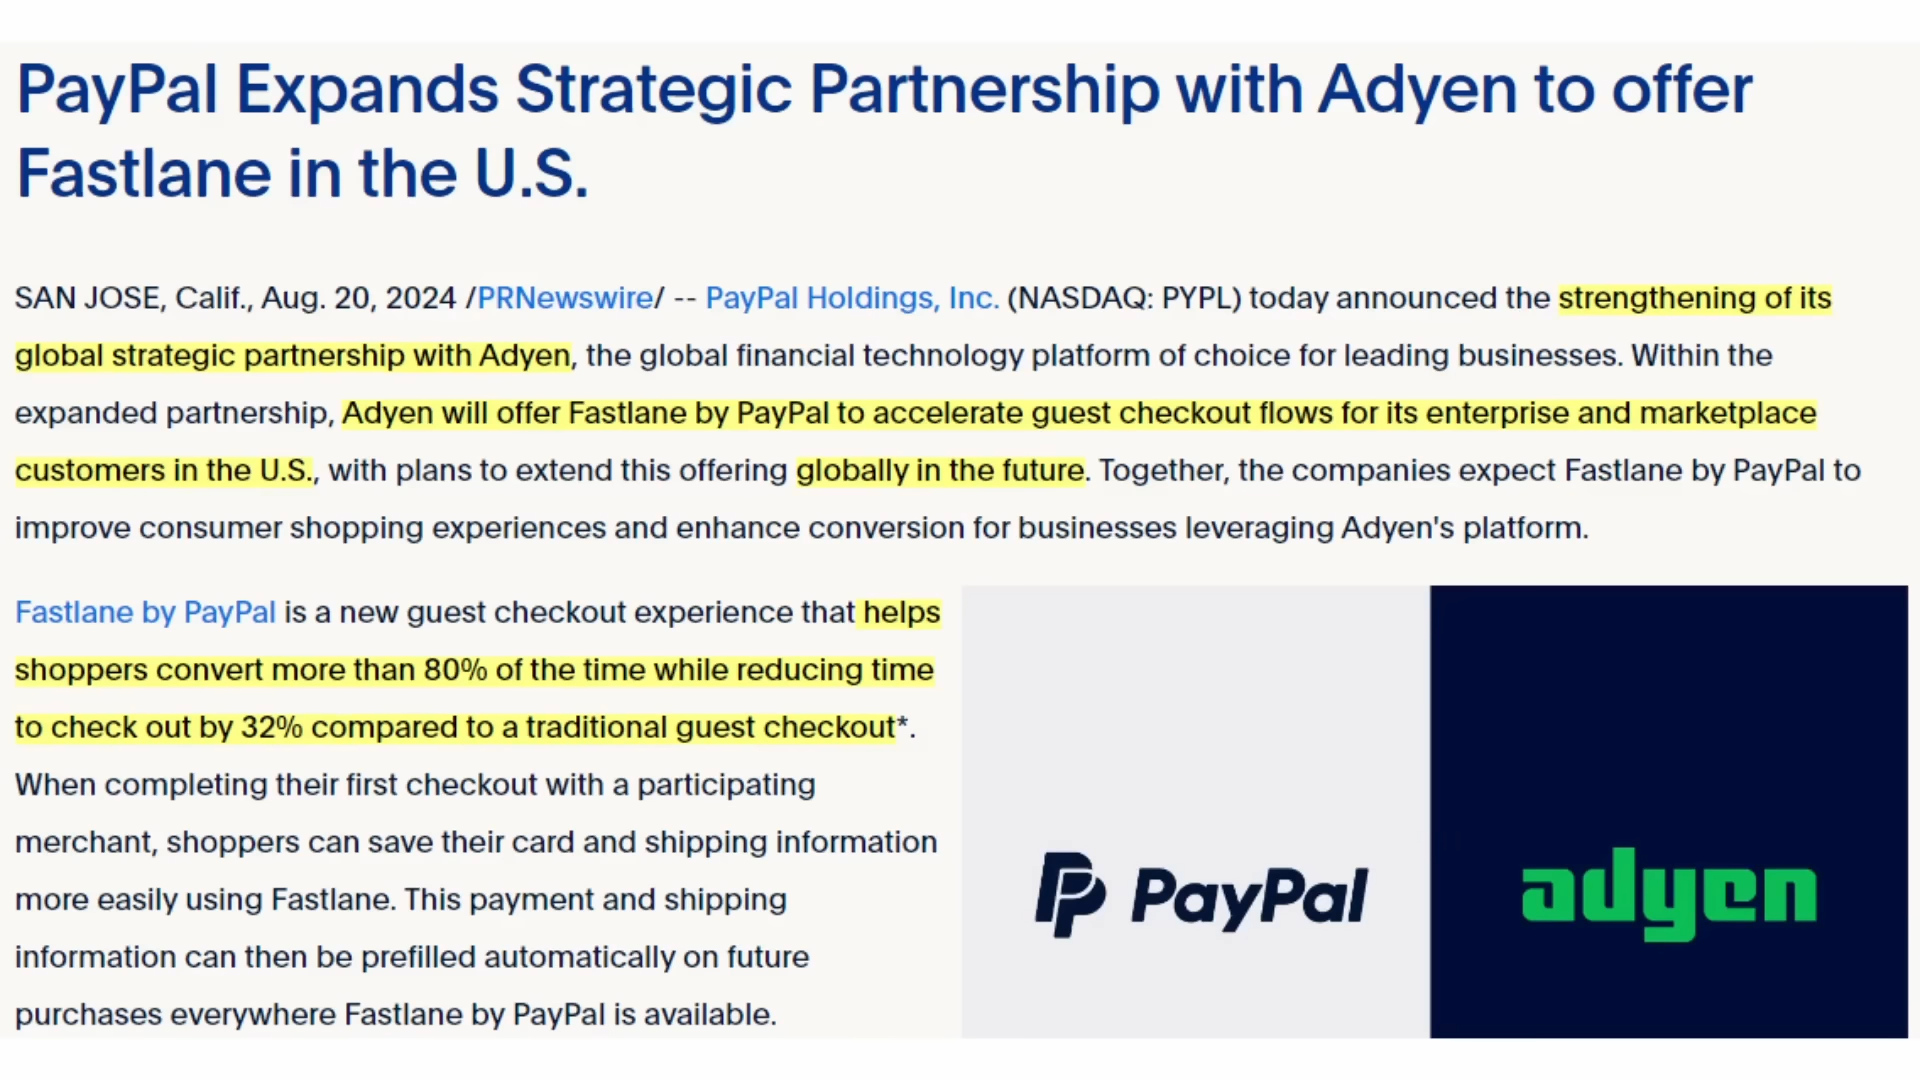 PayPal Expands Strategic Partnership with Adyen to offer
Fastlane in the U.S.
SAN JOSE, Calif., Aug. 20, 2024 /PRNewswire/ -- PayPal Holdings, Inc. (NASDAQ: PYPL) today announced the strengthening of its
global strategic partnership with Adyen, the global financial technology platform of choice for leading businesses. Within the
expanded partnership, Adyen will offer Fastlane by PayPal to accelerate guest checkout flows for its enterprise and marketplace
customers in the U.S., with plans to extend this offering globally in the future. Together, the companies expect Fastlane by PayPal to
improve consumer shopping experiences and enhance conversion for businesses leveraging Adyen's platform.
Fastlane by PayPal is a new guest checkout experience that helps
shoppers convert more than 80% of the time while reducing time
to check out by 32% compared to a traditional guest checkout*.
When completing their first checkout with a participating
merchant, shoppers can save their card and shipping information
more easily using Fastlane. This payment and shipping
information can then be prefilled automatically on future
purchases everywhere Fastlane by PayPal is available.
PayPal
adyen